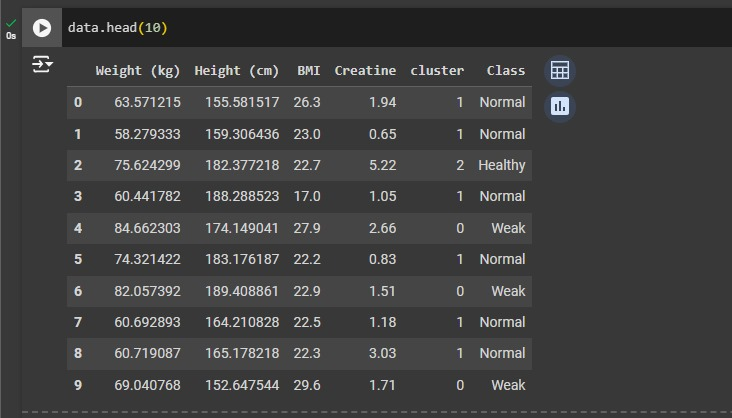 data.head(10)
0s
Weight (kg) Height (cm) BMI Creatine cluster Class
0 63.571215 155.581517 26.3 1.94 1 Normal
1 58.279333 159.306436 23.0 0.65 1 Normal
2 75.624299 182.377218 22.7 5.22 2 Healthy
3 60.441782 188.288523 17.0 1.05 1 Normal
4 84.662303 174.149041 27.9 2.66 0 Weak
5 74.321422 183.176187 22.2 0.83 1 Normal
6 82.057392 189.408861 22.9 1.51 0 Weak
7 60.692893 164.210828 22.5 1.18 1 Normal
8 60.719087 165.178218 22.3 3.03 1 Normal
9 69.040768 152.647544 29.6 1.71 0 Weak